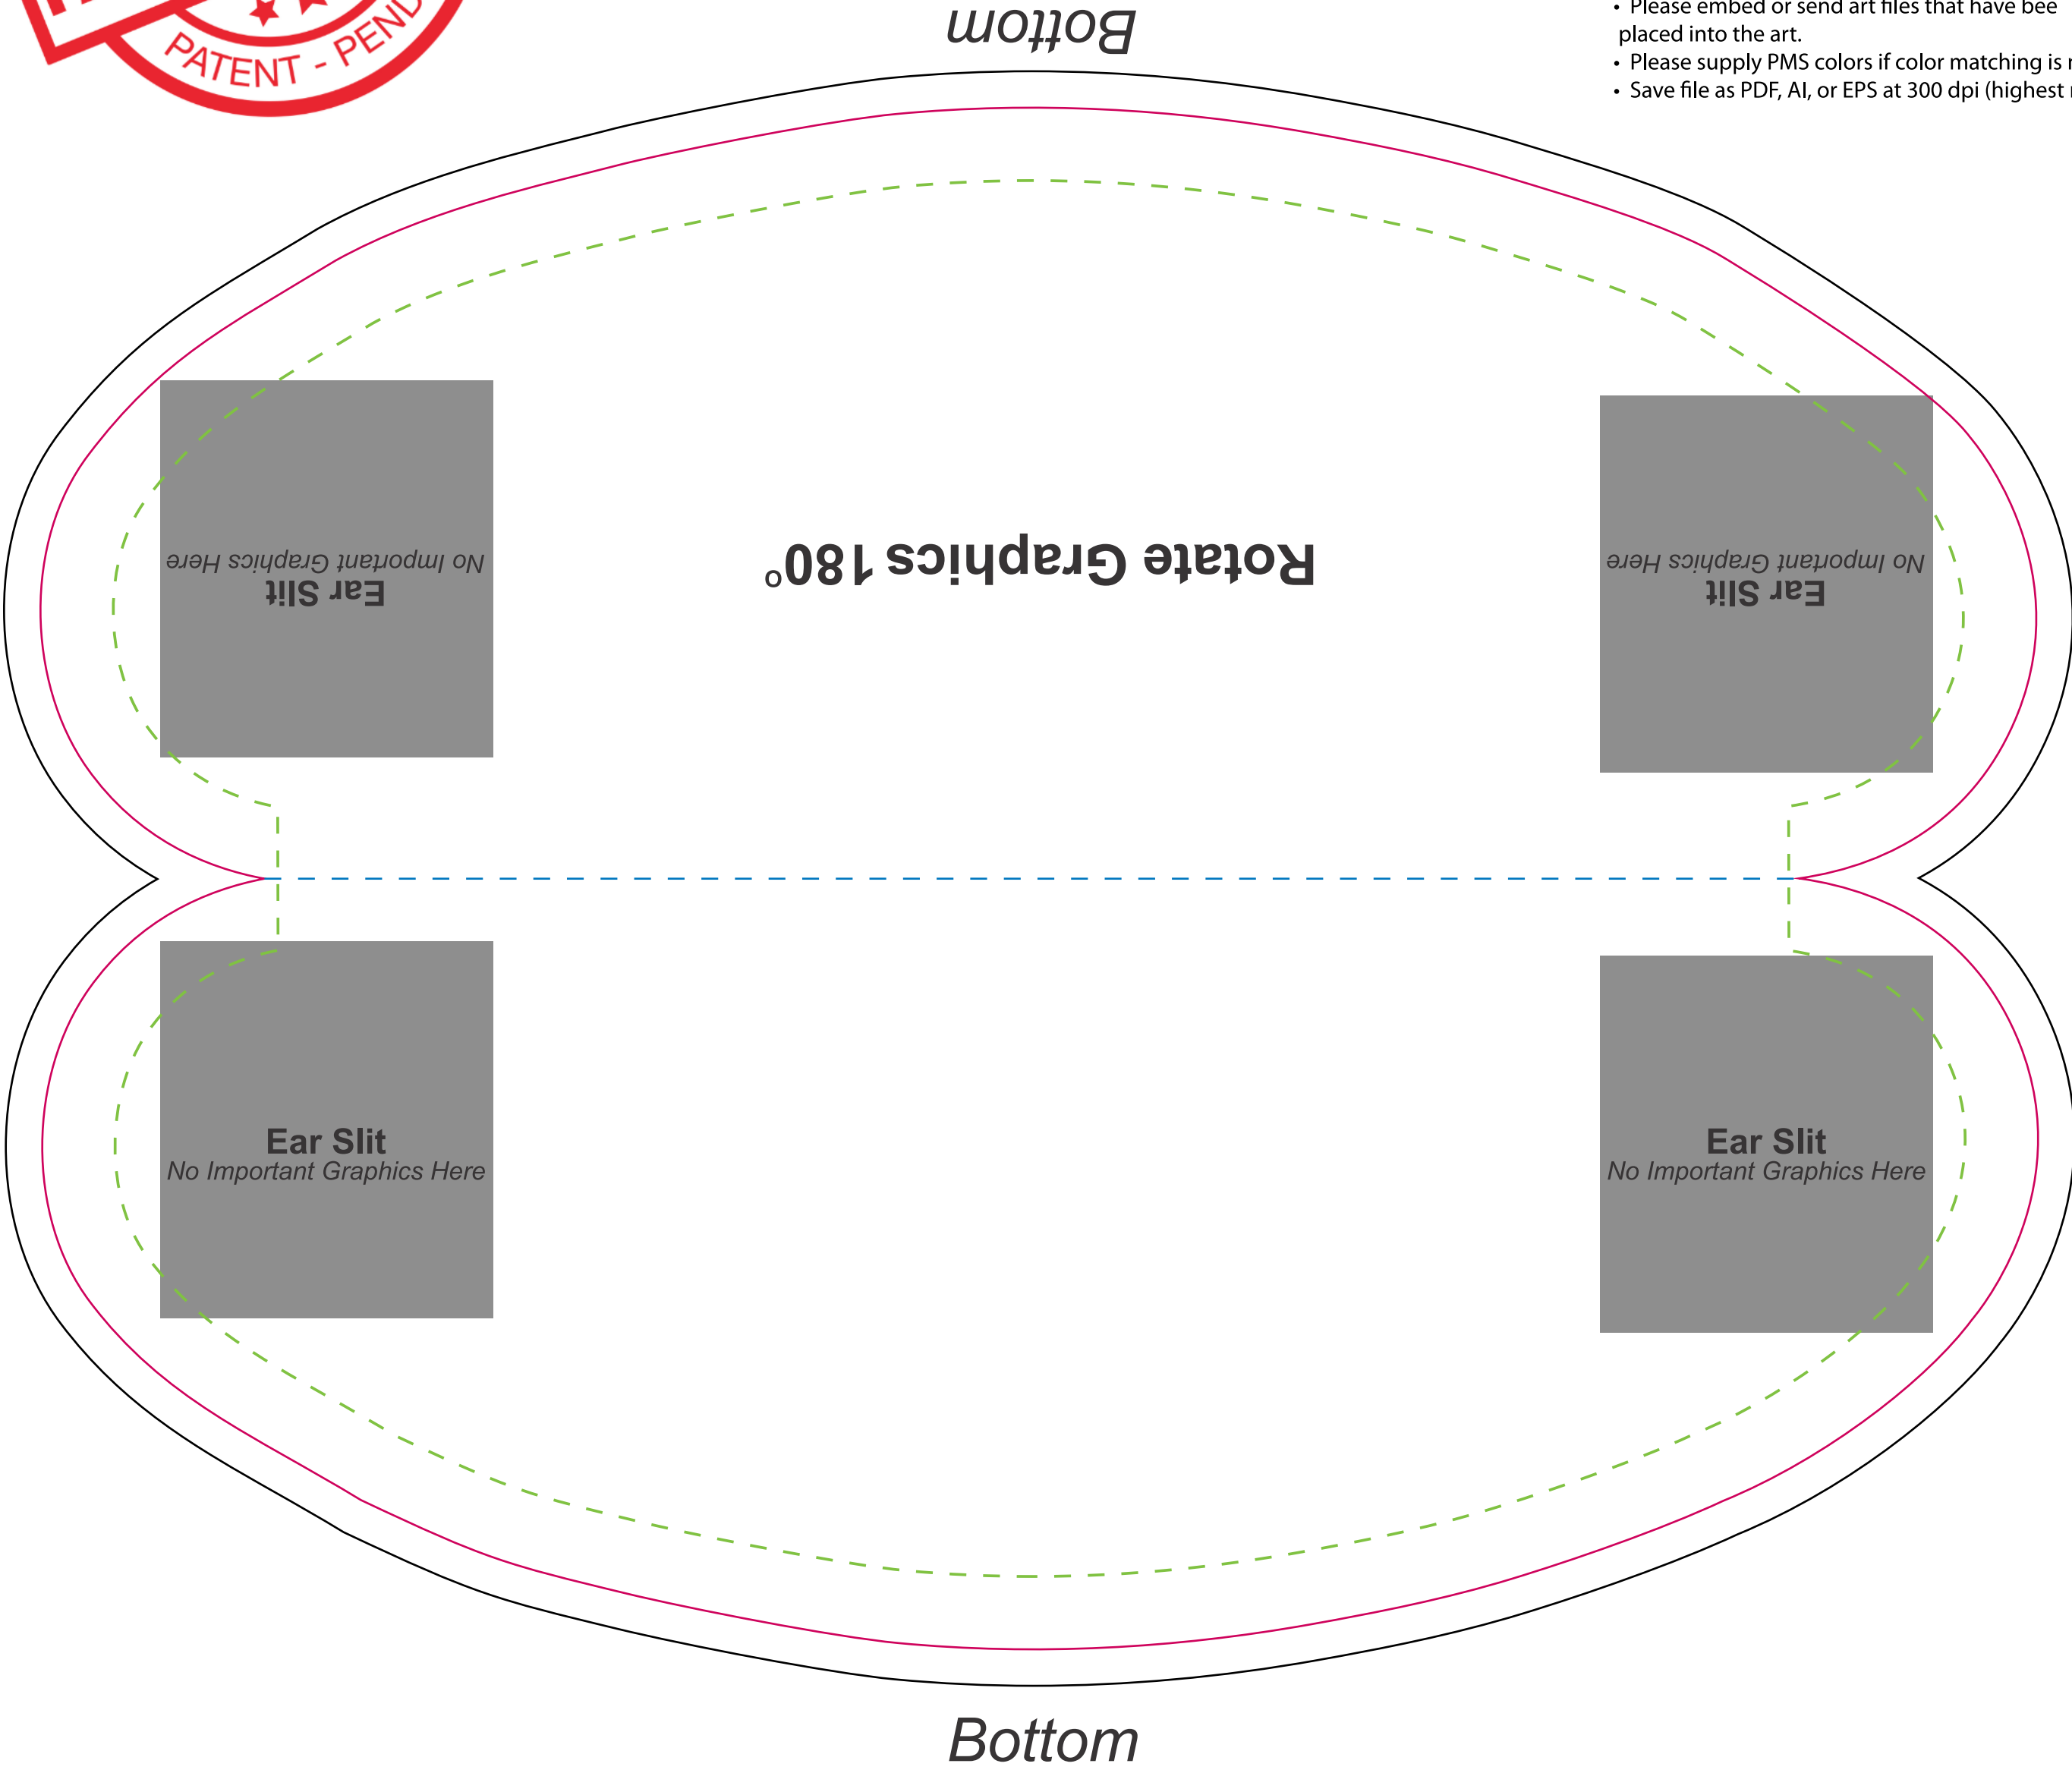 PATENT - PEND
Bottom
• Please embed or send art files that have bee
placed into the art.
• Please supply PMS colors if color matching is
• Save file as PDF, AI, or EPS at 300 dpi (highest
Rotate Graphics 180°
Ear Slit
No Important Graphics Here
Ear Slit
No Important Graphics Here
Ear Slit
No Important Graphics Here
Ear Slit
No Important Graphics Here
Bottom